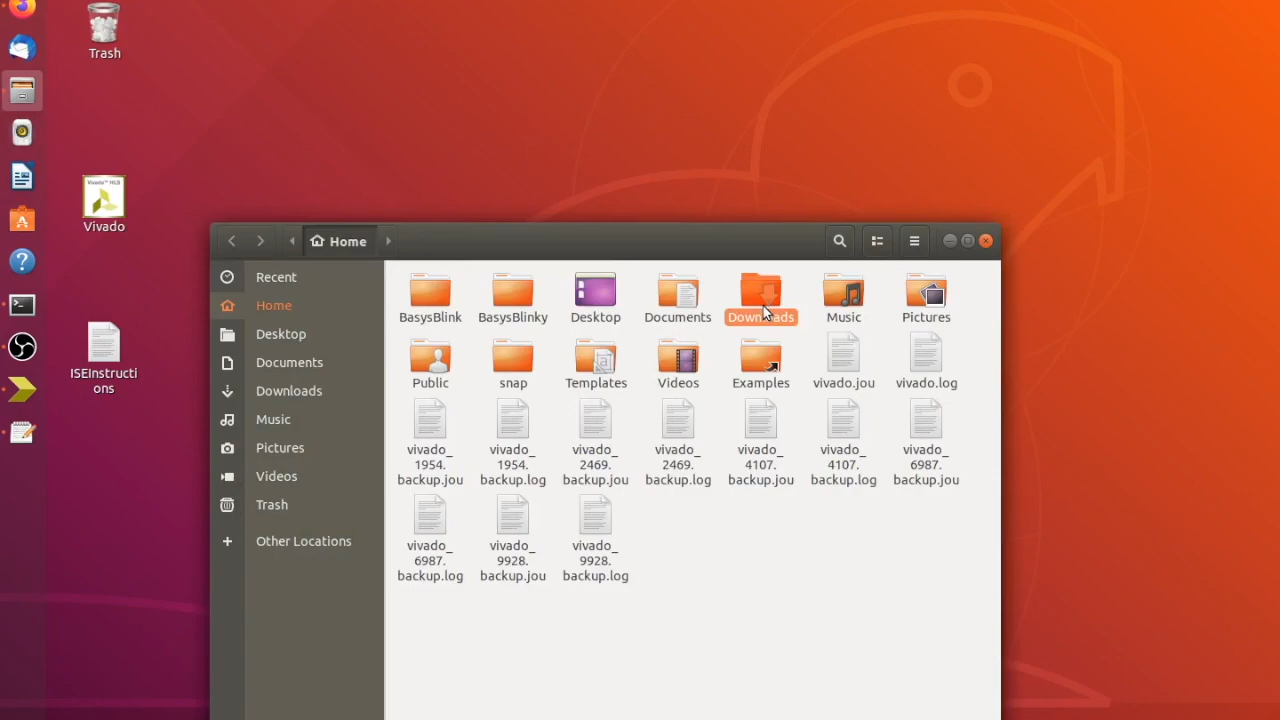 Trash
Vivado™ HLS
Vivado
ISEInstructi
ons
Home
Recent
Home
Desktop
Documents
Downloads
Music
Pictures
Videos
Trash
Other Locations
BasysBlink
BasysBlinky
Desktop
Documents
Downloads
Music
Pictures
Public
snap
Templates
Videos
Examples
vivado.jou
vivado.log
vivado_
1954.
backup.jou
vivado_
1954.
backup.log
vivado_
2469.
backup.jou
vivado_
2469.
backup.log
vivado_
4107.
backup.jou
vivado_
4107.
backup.log
vivado_
6987.
backup.jou
vivado_
6987.
backup.log
vivado_
9928.
backup.jou
vivado_
9928.
backup.log